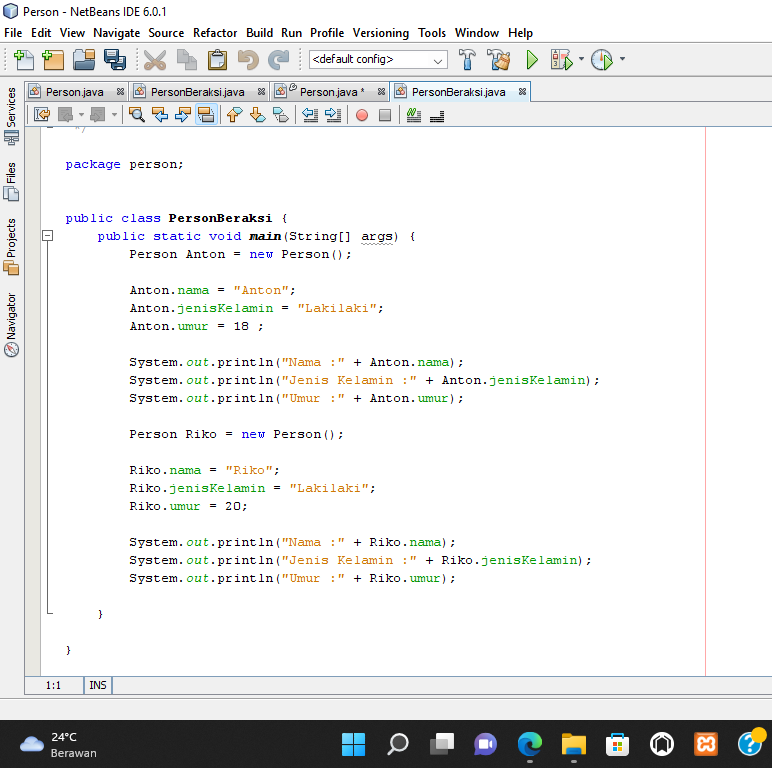 Person - NetBeans IDE 6.0.1
File Edit View Navigate Source Refactor Build Run Profile Versioning Tools Window Help
<default config>
Person.java PersonBeraksi.java Person.java * PersonBeraksi.java
Services
Files
Projects
Navigator
*/
package person;
public class PersonBeraksi {
public static void main(String[] args) {
Person Anton = new Person();
Anton.nama = "Anton";
Anton.jenisKelamin = "Lakilaki";
Anton.umur = 18 ;
System.out.println("Nama :" + Anton.nama);
System.out.println("Jenis Kelamin :" + Anton.jenisKelamin);
System.out.println("Umur :" + Anton.umur);
Person Riko = new Person();
Riko.nama = "Riko";
Riko.jenisKelamin = "Lakilaki";
Riko.umur = 20;
System.out.println("Nama :" + Riko.nama);
System.out.println("Jenis Kelamin :" + Riko.jenisKelamin);
System.out.println("Umur :" + Riko.umur);
}
}
1:1 INS
24°C
Berawan